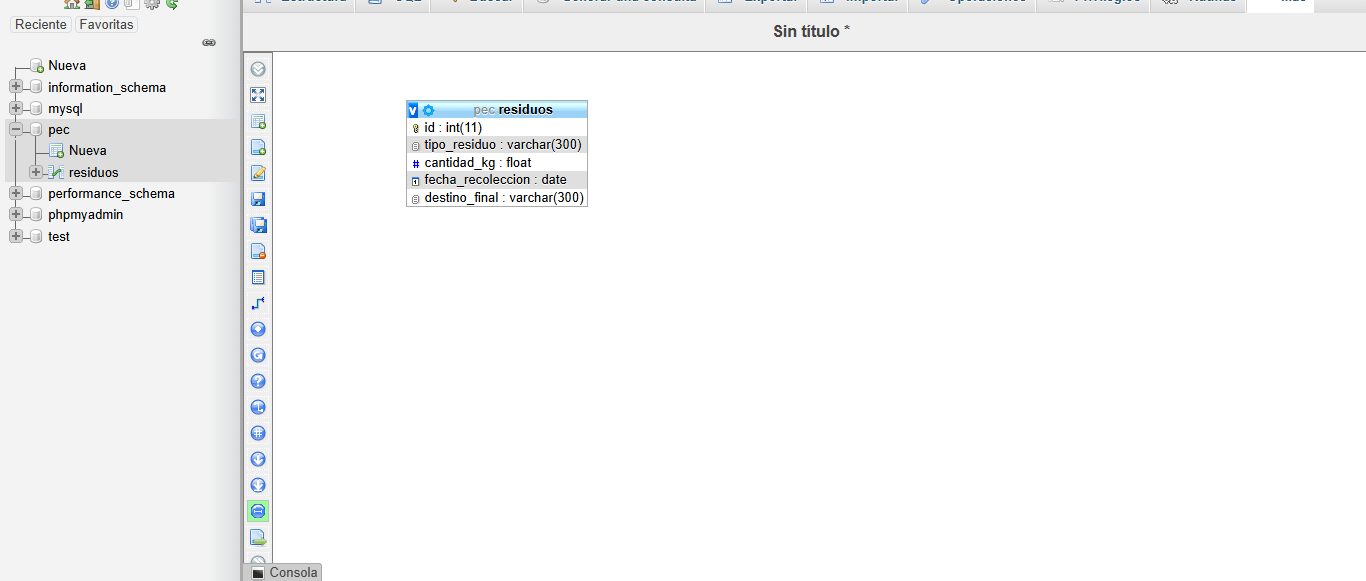 Reciente Favoritas
Nueva
information_schema
mysql
pec
Nueva
residuos
performance_schema
phpmyadmin
test
Sin título *
pec residuos
id : int(11)
tipo_residuo : varchar(300)
cantidad_kg : float
fecha_recoleccion : date
destino_final : varchar(300)
Consola